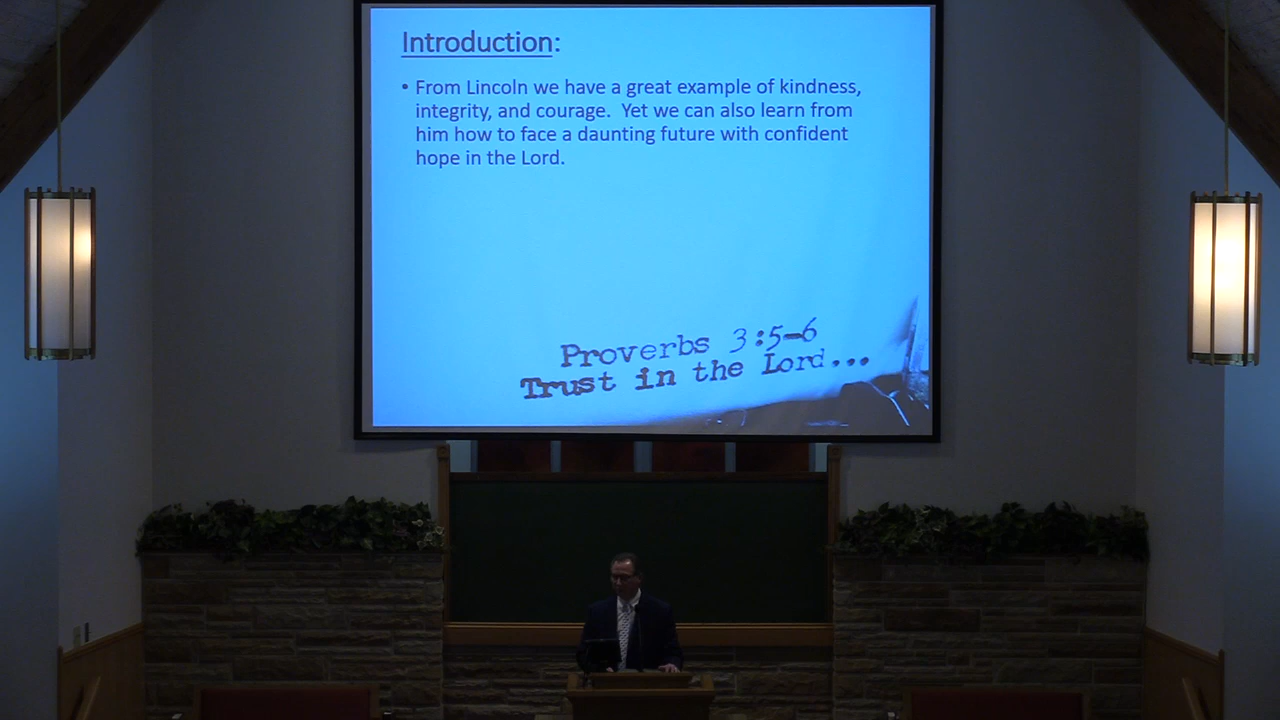 Introduction:
• From Lincoln we have a great example of kindness,
integrity, and courage.  Yet we can also learn from
him how to face a daunting future with confident
hope in the Lord.
Proverbs 3:5-6
Trust in the Lord...